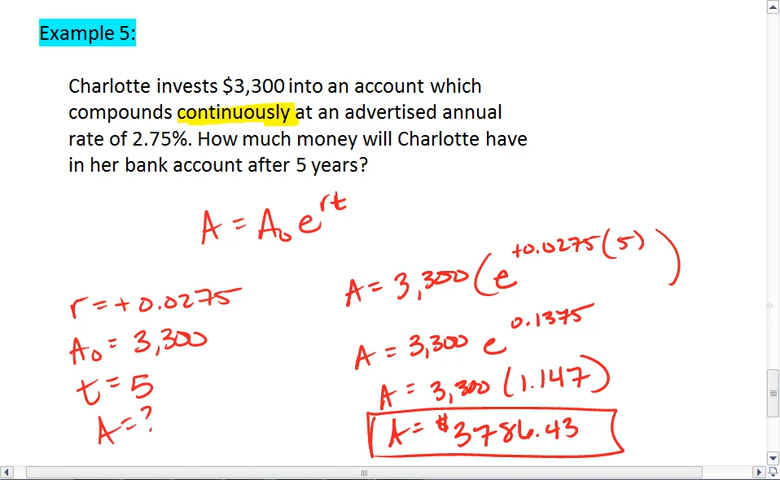 Example 5:
Charlotte invests $3,300 into an account which
compounds continuously at an advertised annual
rate of 2.75%. How much money will Charlotte have
in her bank account after 5 years?
A = A₀ e^rt
r = +0.0275
A₀ = 3,300
t = 5
A = ?
A = 3,300 (e^+0.0275(5))
A = 3,300 e^0.1375
A = 3,300 (1.147)
A = $3786.43